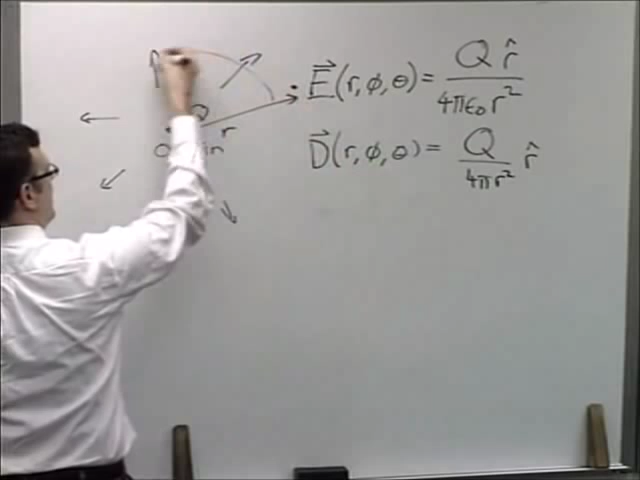 E⃗(r,ϕ,θ) = Q r̂ / 4πε₀r²
Q
r
D⃗(r,ϕ,θ) = Q / 4πr² r̂